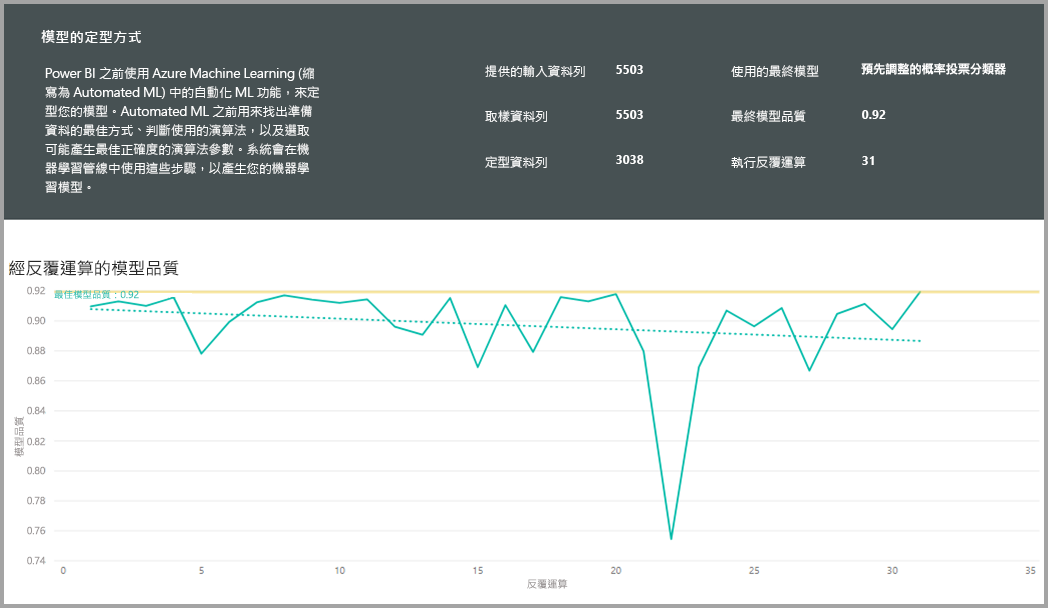 模型的定型方式
Power BI 之前使用 Azure Machine Learning (縮
寫為 Automated ML) 中的自動化 ML 功能，來定
型您的模型。Automated ML 之前用來找出準備
資料的最佳方式、判斷使用的演算法，以及選取
可能產生最佳正確度的演算法參數。系統會在機
器學習管線中使用這些步驟，以產生您的機器學
習模型。
提供的輸入資料列 5503
取樣資料列 5503
定型資料列 3038
使用的最終模型 預先調整的概率投票分類器
最終模型品質 0.92
執行反覆運算 31
經反覆運算的模型品質
最佳模型品質：0.92
0.92
0.90
0.88
0.86
0.84
0.82
0.80
0.78
0.76
0.74
模型品質
0 5 10 15 20 25 30 35
反覆運算